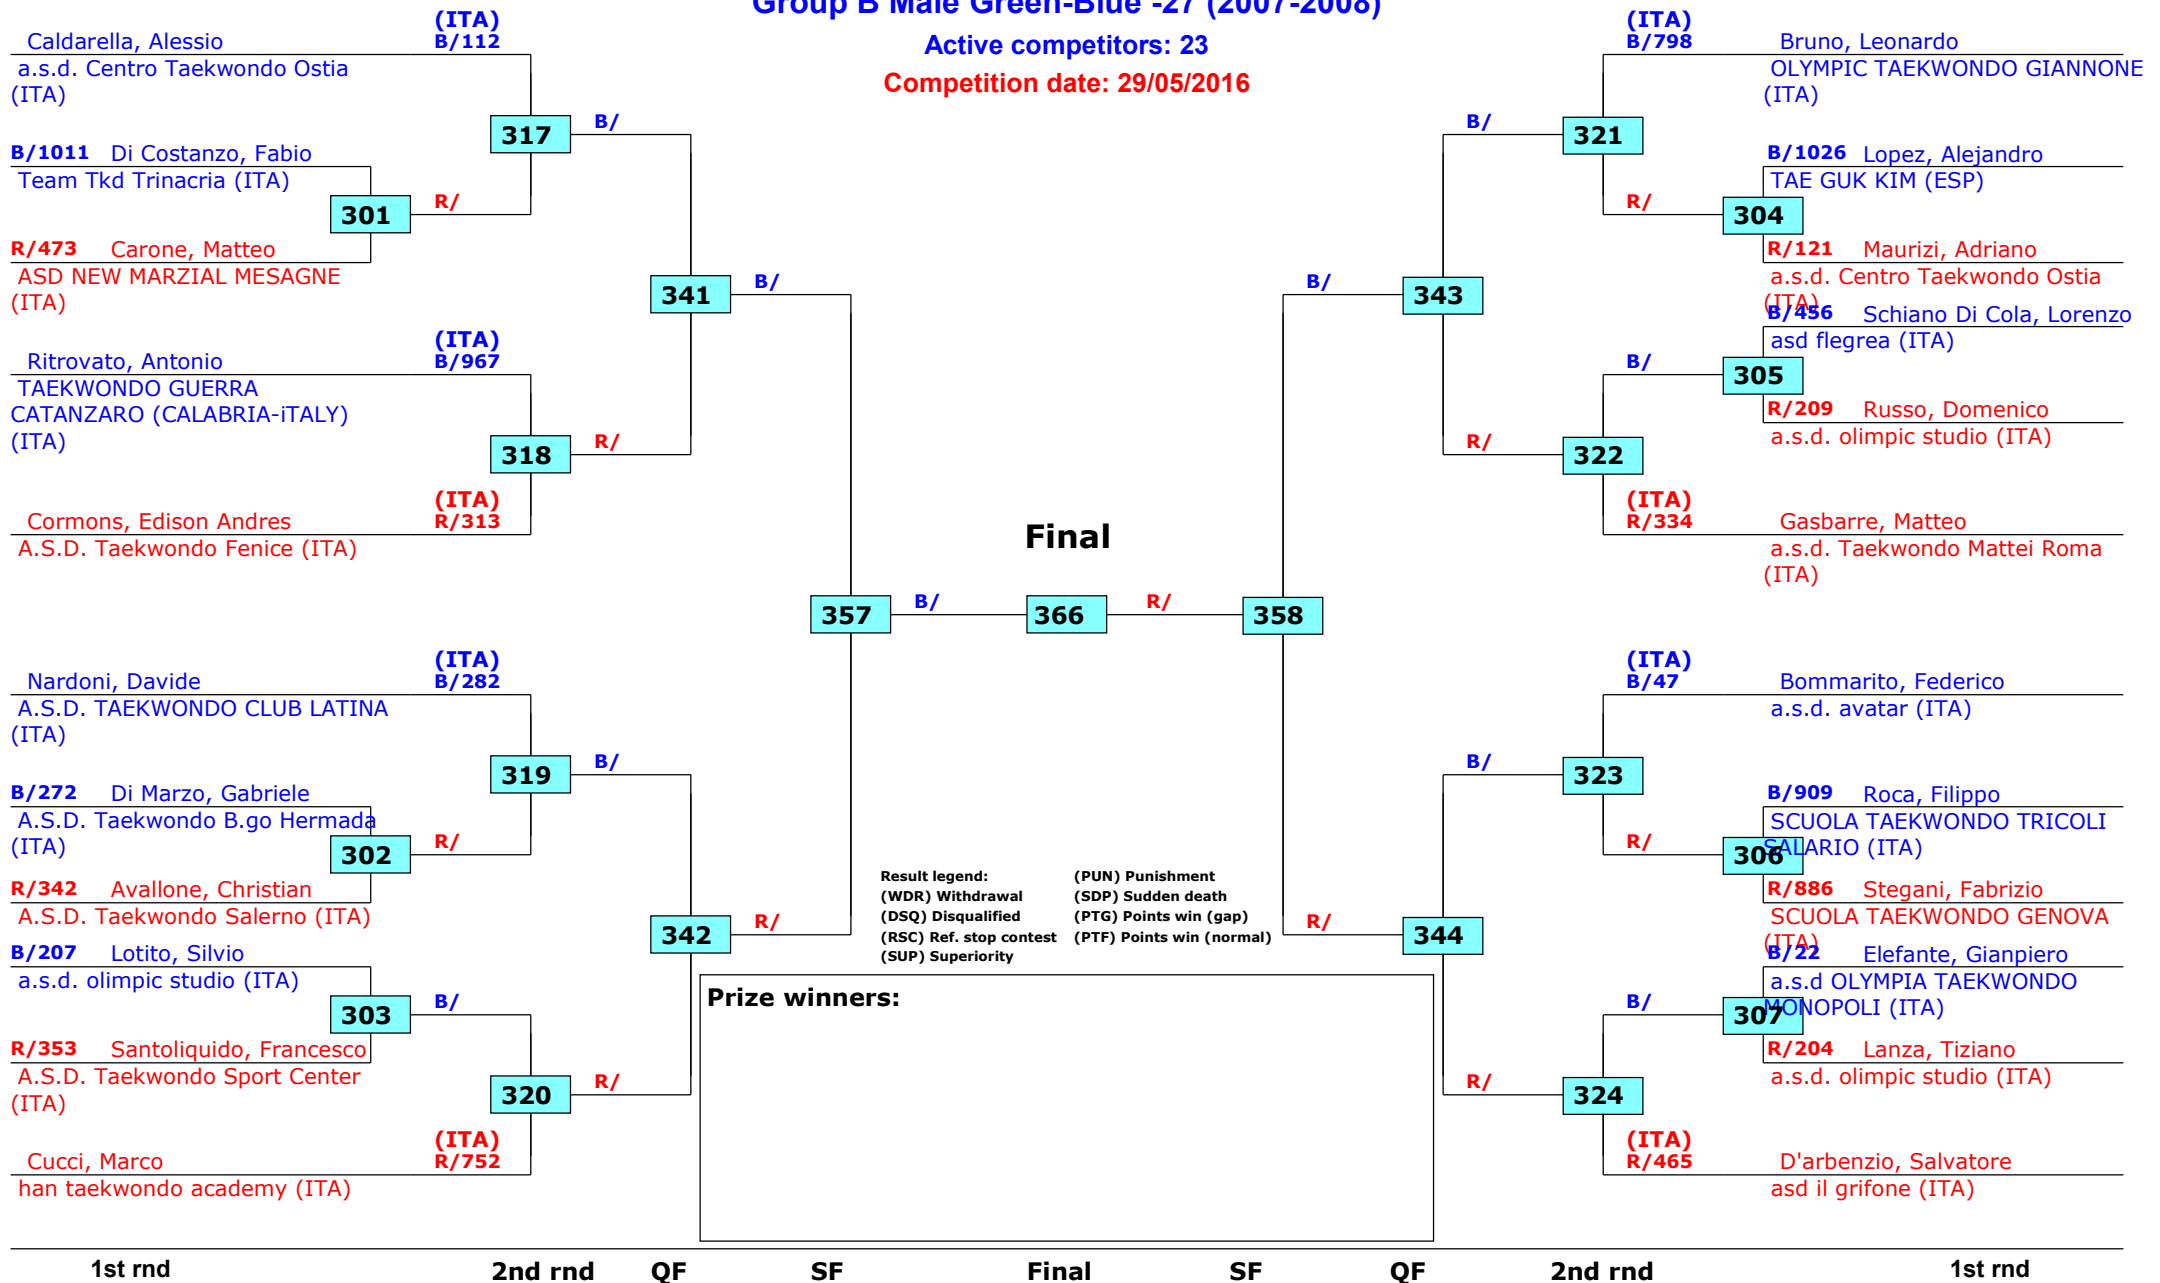 Group B Male Green-Blue -27 (2007-2008)
Active competitors: 23
Competition date: 29/05/2016
(ITA)
Caldarella, Alessio B/112
a.s.d. Centro Taekwondo Ostia
(ITA)
317 B/
B/1011 Di Costanzo, Fabio
Team Tkd Trinacria (ITA)
301 R/
R/473 Carone, Matteo
ASD NEW MARZIAL MESAGNE
(ITA)
341 B/
(ITA)
Ritrovato, Antonio B/967
TAEKWONDO GUERRA
CATANZARO (CALABRIA-iTALY)
(ITA)
318 R/
(ITA)
Cormons, Edison Andres R/313
A.S.D. Taekwondo Fenice (ITA)
357 B/
(ITA)
Nardoni, Davide B/282
A.S.D. TAEKWONDO CLUB LATINA
(ITA)
319 B/
B/272 Di Marzo, Gabriele
A.S.D. Taekwondo B.go Hermada
(ITA)
302 R/
R/342 Avallone, Christian
A.S.D. Taekwondo Salerno (ITA)
342 R/
B/207 Lotito, Silvio
a.s.d. olimpic studio (ITA)
303 B/
R/353 Santoliquido, Francesco
A.S.D. Taekwondo Sport Center
(ITA)
320 R/
(ITA)
Cucci, Marco R/752
han taekwondo academy (ITA)
Final
366
(ITA)
B/798 Bruno, Leonardo
OLYMPIC TAEKWONDO GIANNONE
(ITA)
B/ 321
B/1026 Lopez, Alejandro
TAE GUK KIM (ESP)
R/ 304
R/121 Maurizi, Adriano
a.s.d. Centro Taekwondo Ostia
(ITA)
B/ 343
B/456 Schiano Di Cola, Lorenzo
asd flegrea (ITA)
B/ 305
R/209 Russo, Domenico
a.s.d. olimpic studio (ITA)
R/ 322
(ITA)
R/334 Gasbarre, Matteo
a.s.d. Taekwondo Mattei Roma
(ITA)
R/ 358
(ITA)
B/47 Bommarito, Federico
a.s.d. avatar (ITA)
B/ 323
B/909 Roca, Filippo
SCUOLA TAEKWONDO TRICOLI
SALARIO (ITA)
R/ 306
R/886 Stegani, Fabrizio
SCUOLA TAEKWONDO GENOVA
(ITA)
R/ 344
B/22 Elefante, Gianpiero
a.s.d OLYMPIA TAEKWONDO
MONOPOLI (ITA)
B/ 307
R/204 Lanza, Tiziano
a.s.d. olimpic studio (ITA)
R/ 324
(ITA)
R/465 D'arbenzio, Salvatore
asd il grifone (ITA)
Result legend: (PUN) Punishment
(WDR) Withdrawal (SDP) Sudden death
(DSQ) Disqualified (PTG) Points win (gap)
(RSC) Ref. stop contest (PTF) Points win (normal)
(SUP) Superiority
Prize winners:
1st rnd 2nd rnd QF SF Final SF QF 2nd rnd 1st rnd